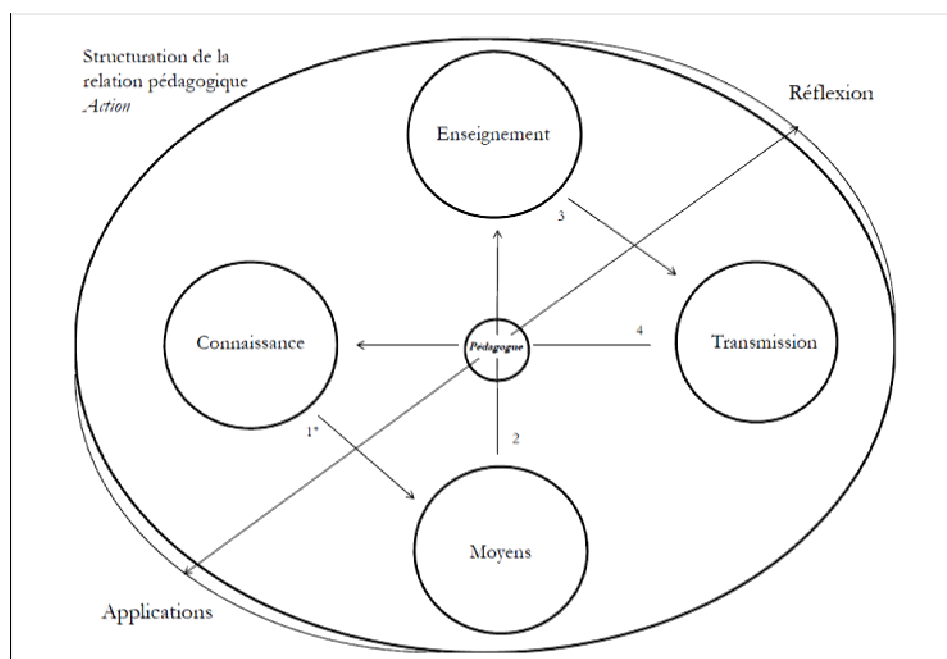 Structuration de la
relation pédagogique
Action
Réflexion
Enseignement
3
4
Connaissance
Pédagogue
Transmission
1"
2
Moyens
Applications